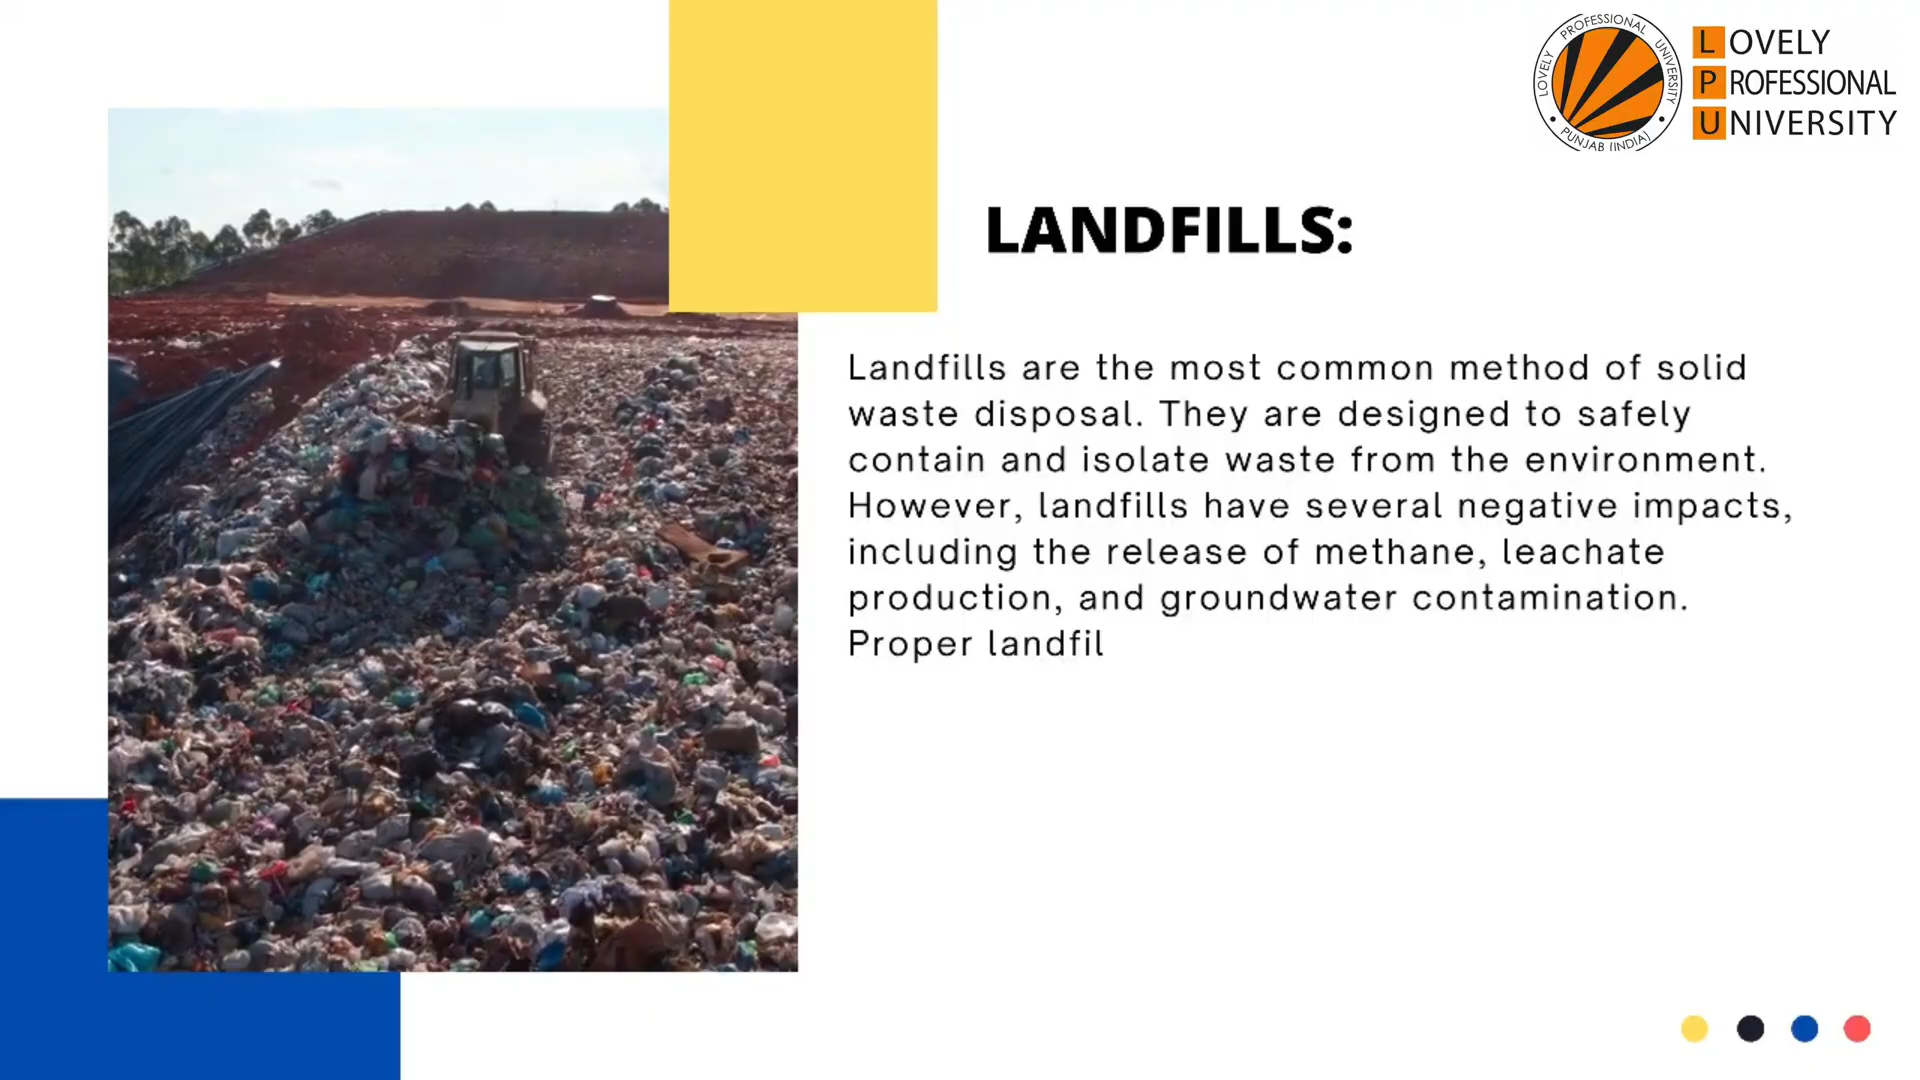 LOVELY PROFESSIONAL UNIVERSITY
PUNJAB (INDIA)
LOVELY
PROFESSIONAL
UNIVERSITY
LANDFILLS:
Landfills are the most common method of solid
waste disposal. They are designed to safely
contain and isolate waste from the environment.
However, landfills have several negative impacts,
including the release of methane, leachate
production, and groundwater contamination.
Proper landfil